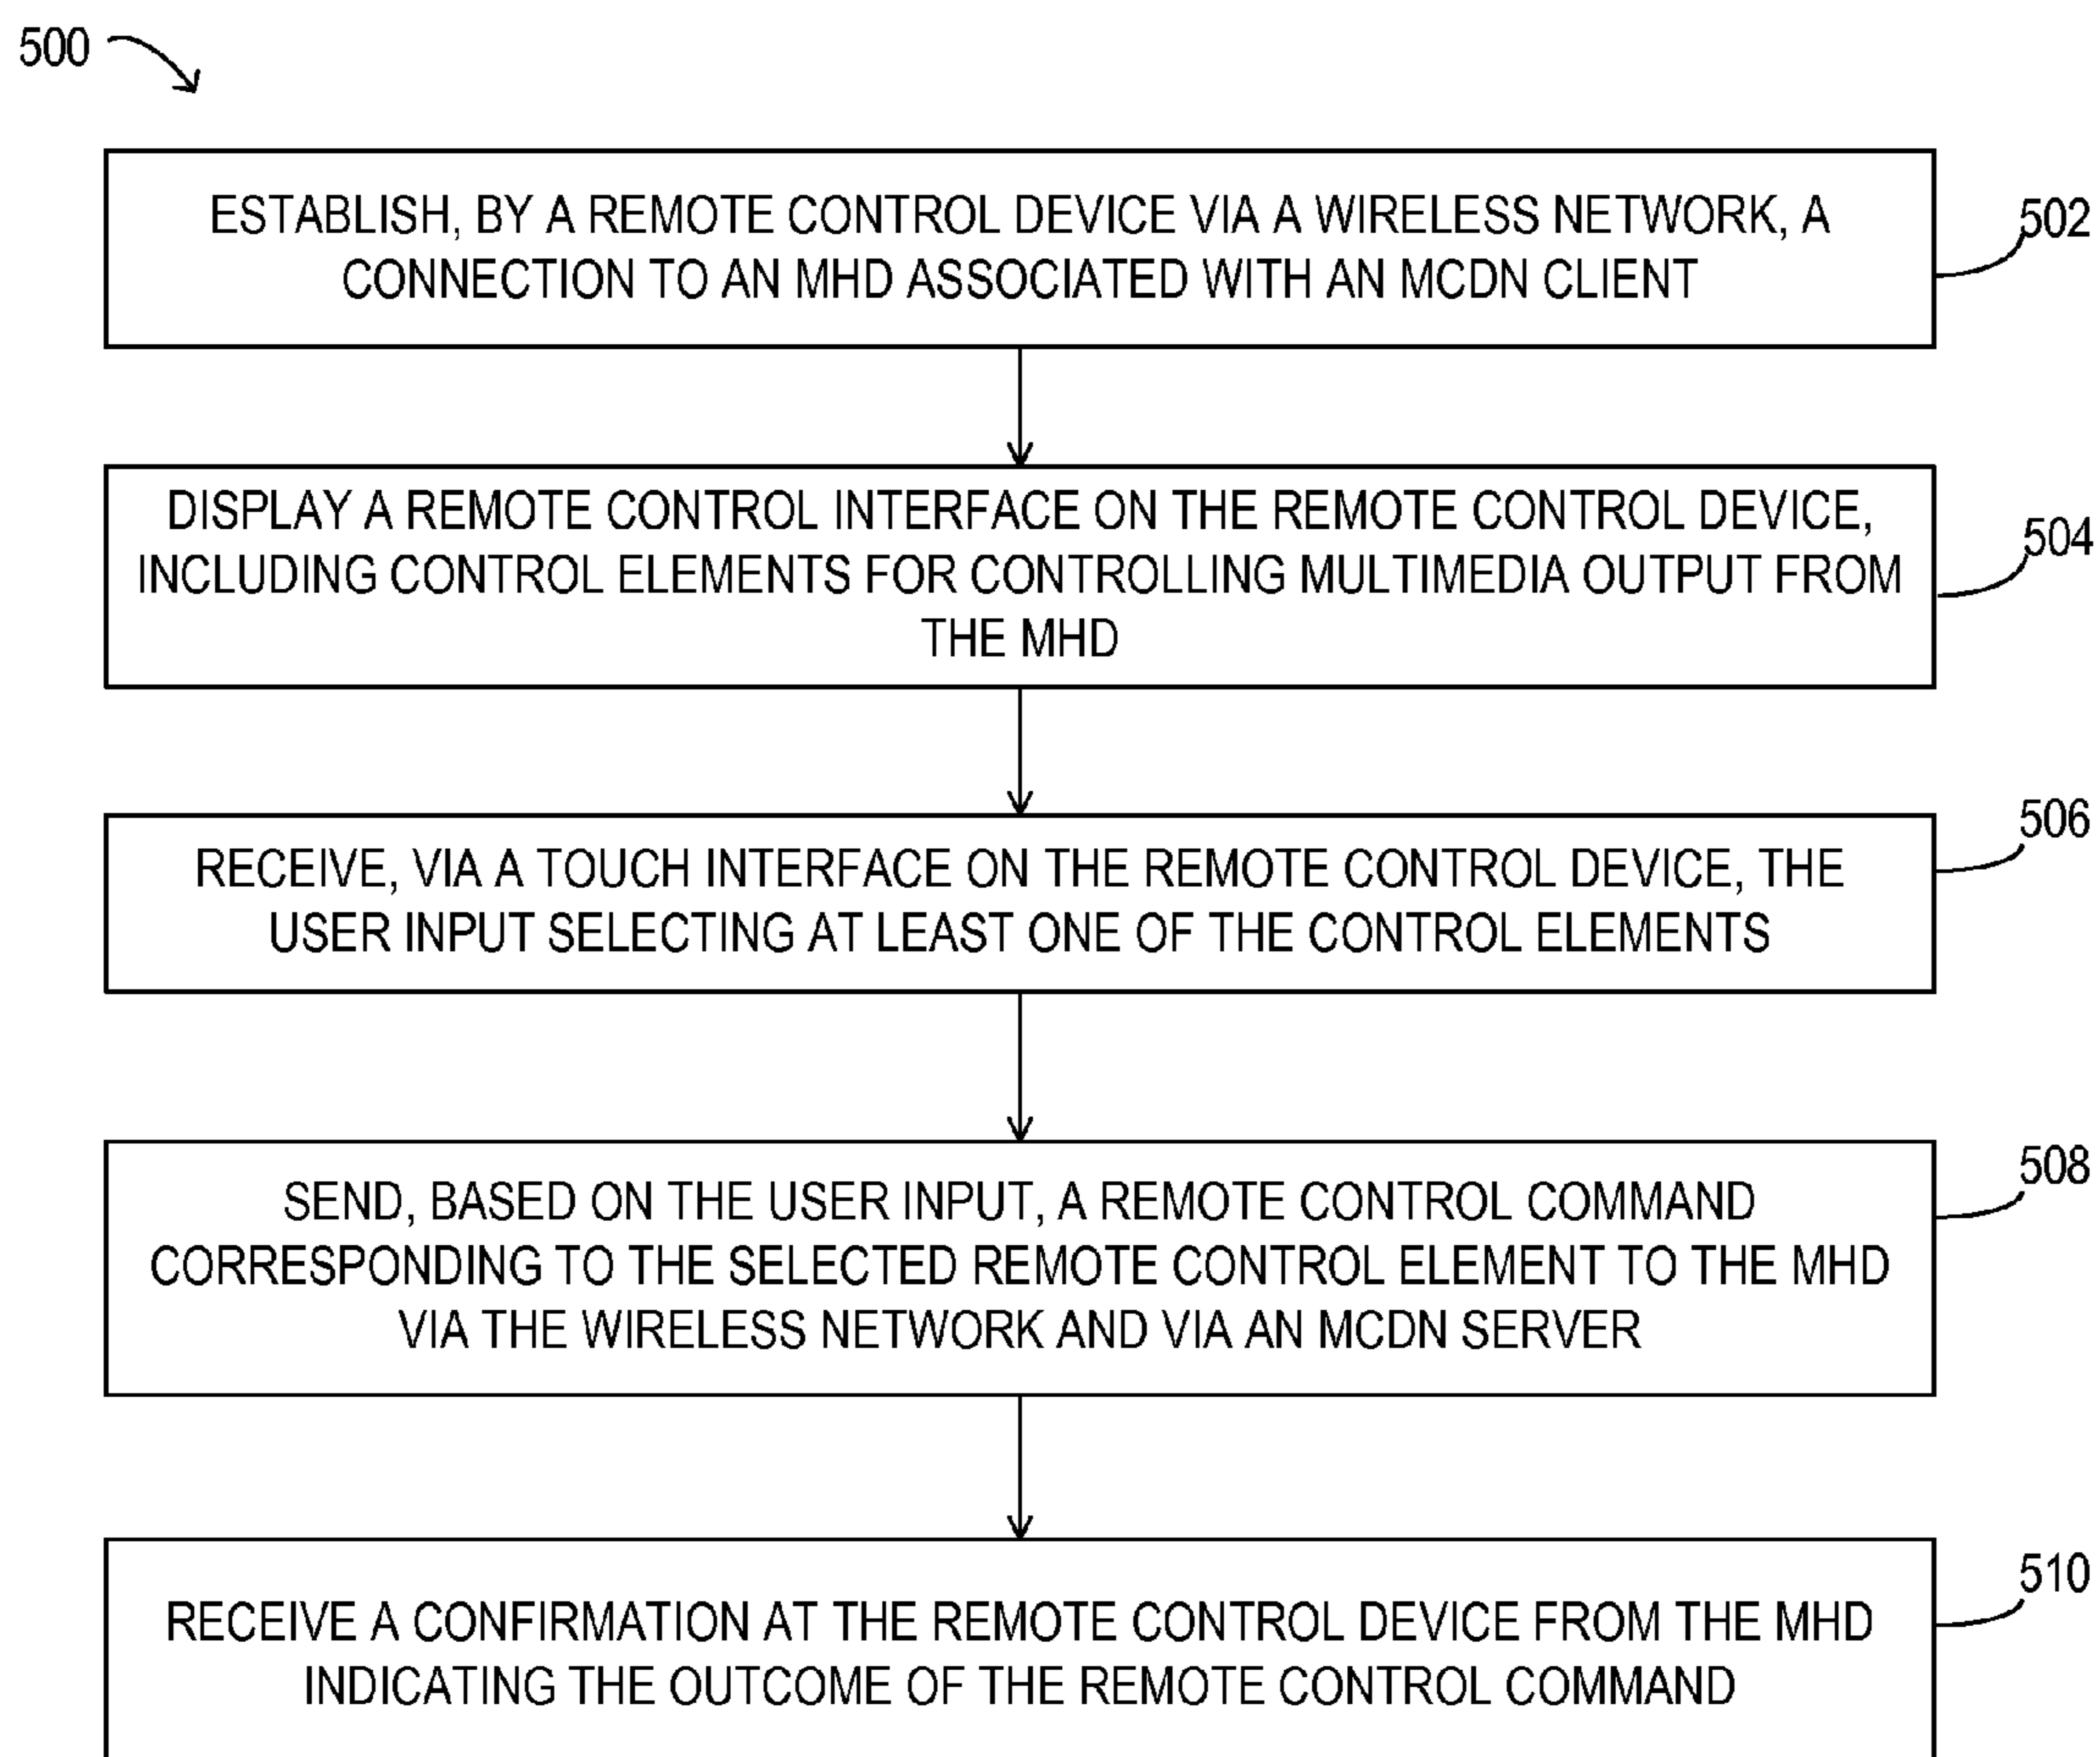 500
ESTABLISH, BY A REMOTE CONTROL DEVICE VIA A WIRELESS NETWORK, A
CONNECTION TO AN MHD ASSOCIATED WITH AN MCDN CLIENT
502
DISPLAY A REMOTE CONTROL INTERFACE ON THE REMOTE CONTROL DEVICE,
INCLUDING CONTROL ELEMENTS FOR CONTROLLING MULTIMEDIA OUTPUT FROM
THE MHD
504
RECEIVE, VIA A TOUCH INTERFACE ON THE REMOTE CONTROL DEVICE, THE
USER INPUT SELECTING AT LEAST ONE OF THE CONTROL ELEMENTS
506
SEND, BASED ON THE USER INPUT, A REMOTE CONTROL COMMAND
CORRESPONDING TO THE SELECTED REMOTE CONTROL ELEMENT TO THE MHD
VIA THE WIRELESS NETWORK AND VIA AN MCDN SERVER
508
RECEIVE A CONFIRMATION AT THE REMOTE CONTROL DEVICE FROM THE MHD
INDICATING THE OUTCOME OF THE REMOTE CONTROL COMMAND
510